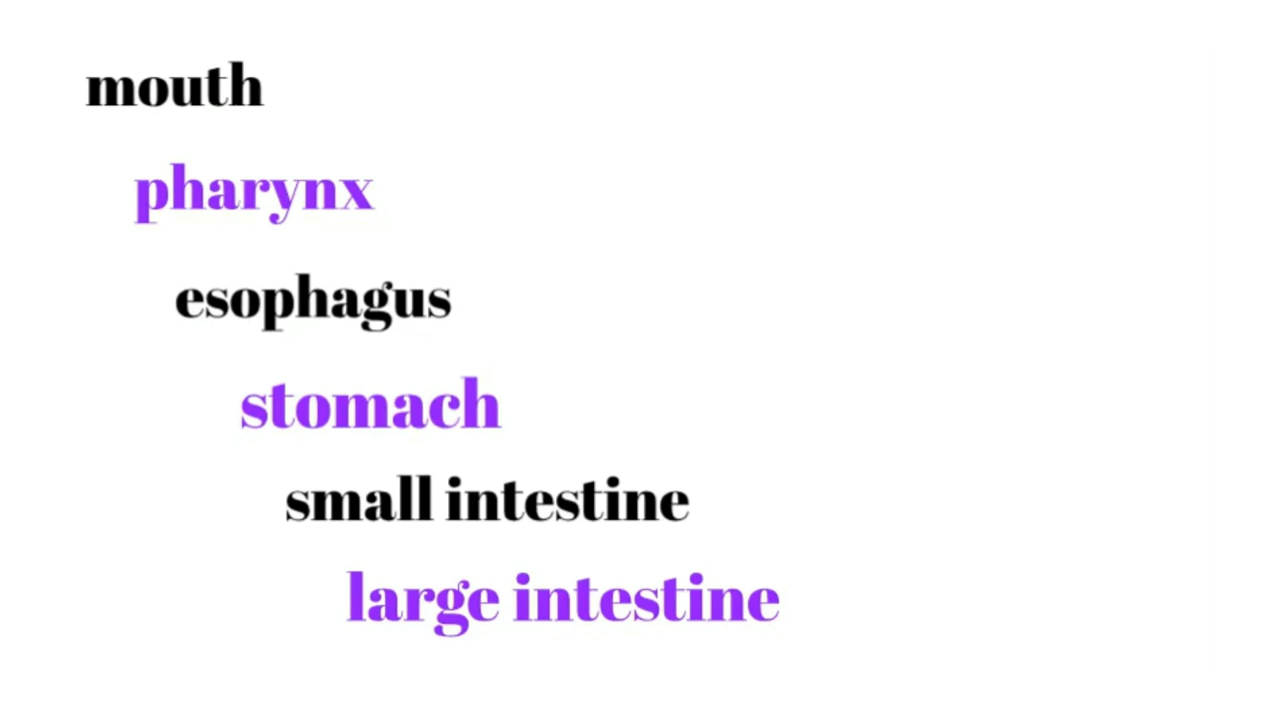 mouth
pharynx
esophagus
stomach
small intestine
large intestine